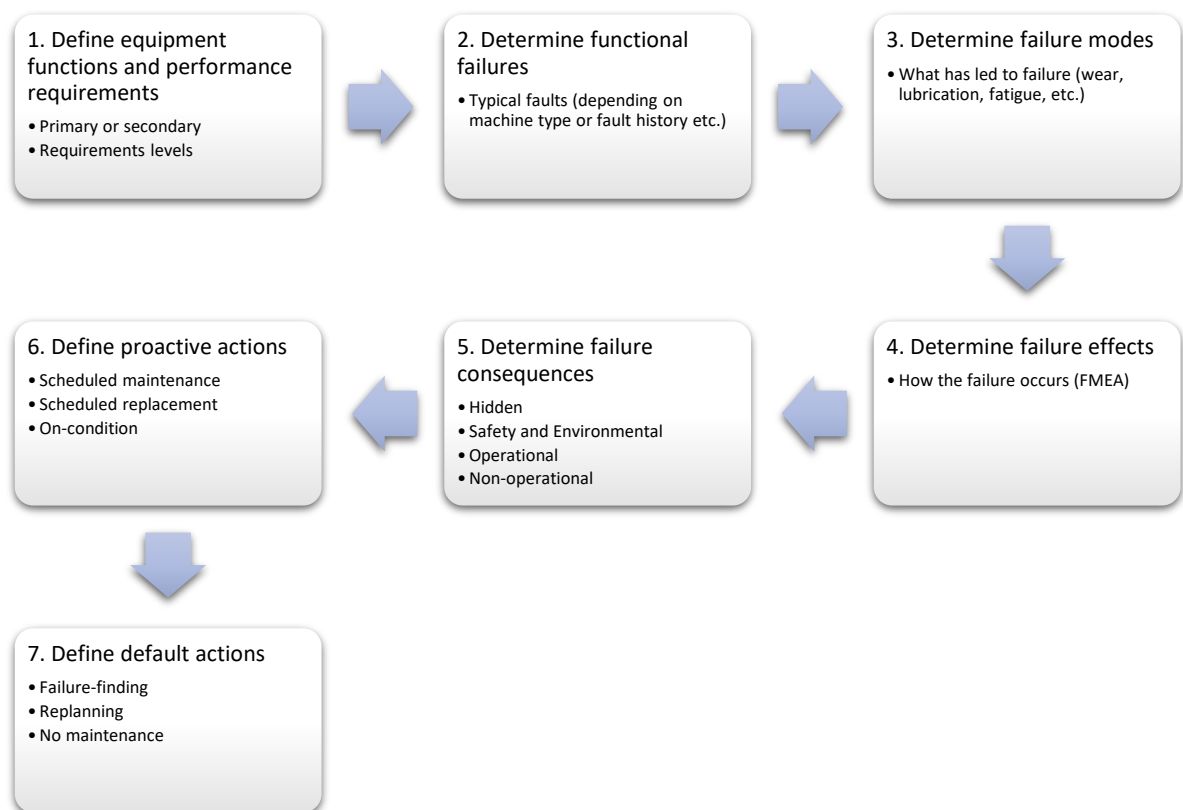 1. Define equipment
functions and performance
requirements
• Primary or secondary
• Requirements levels
2. Determine functional
failures
• Typical faults (depending on
machine type or fault history etc.)
3. Determine failure modes
• What has led to failure (wear,
lubrication, fatigue, etc.)
4. Determine failure effects
• How the failure occurs (FMEA)
5. Determine failure
consequences
• Hidden
• Safety and Environmental
• Operational
• Non-operational
6. Define proactive actions
• Scheduled maintenance
• Scheduled replacement
• On-condition
7. Define default actions
• Failure-finding
• Replanning
• No maintenance